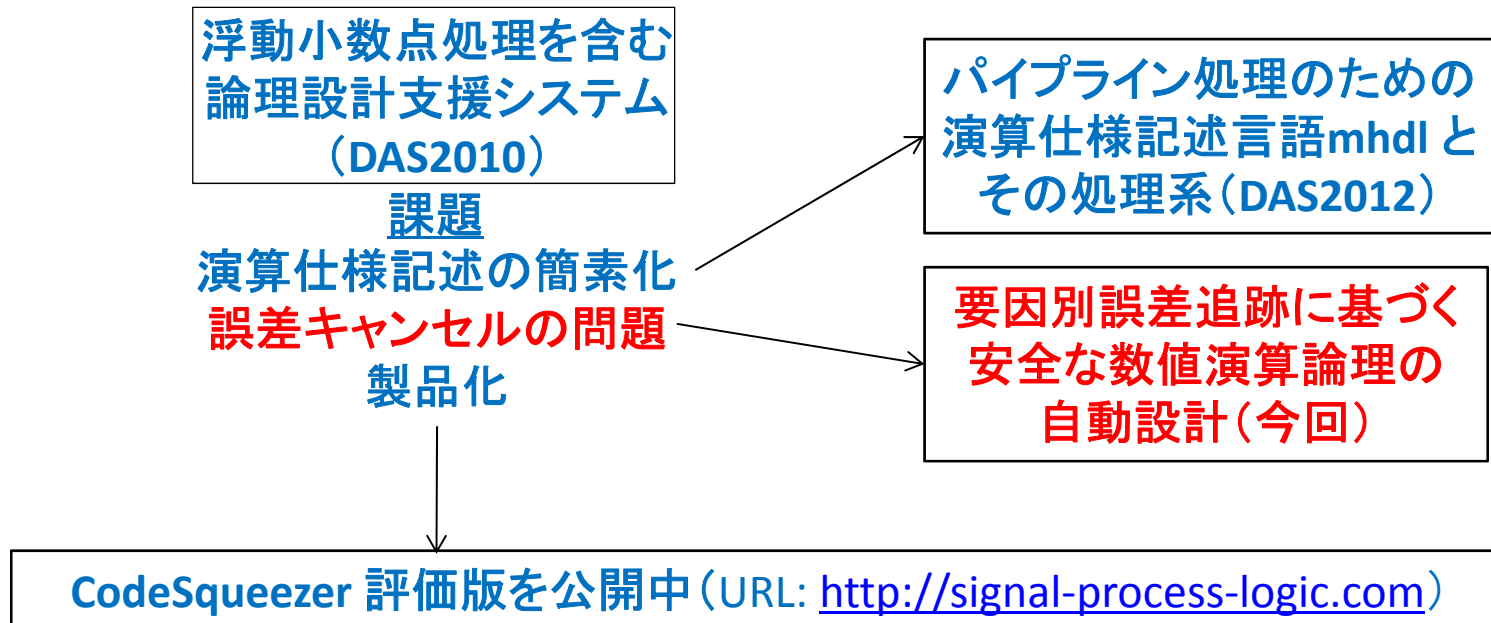 浮動小数点処理を含む
論理設計支援システム
(DAS2010)
課題
演算仕様記述の簡素化
誤差キャンセルの問題
製品化
パイプライン処理のための
演算仕様記述言語mhdl と
その処理系(DAS2012)
要因別誤差追跡に基づく
安全な数値演算論理の
自動設計(今回)
CodeSqueezer 評価版を公開中(URL: http://signal-process-logic.com)